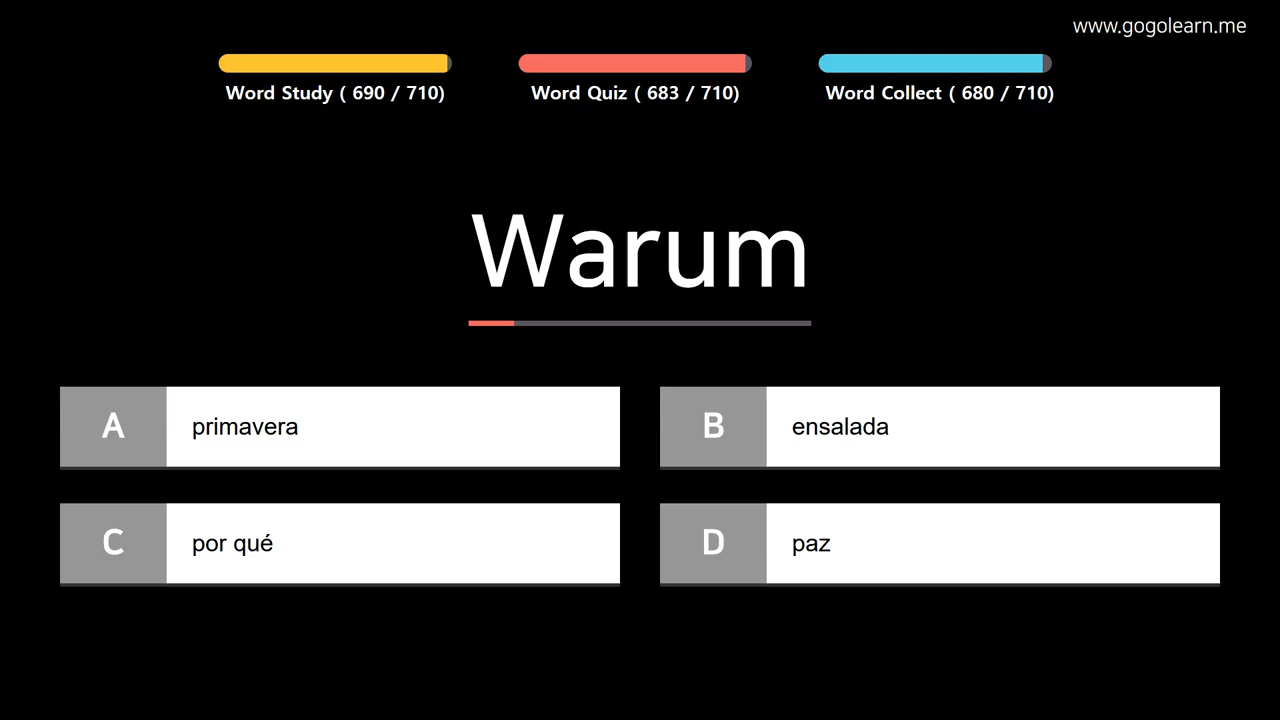 www.gogolearn.me
Word Study ( 690 / 710)
Word Quiz ( 683 / 710)
Word Collect ( 680 / 710)
Warum
A primavera
B ensalada
C por qué
D paz